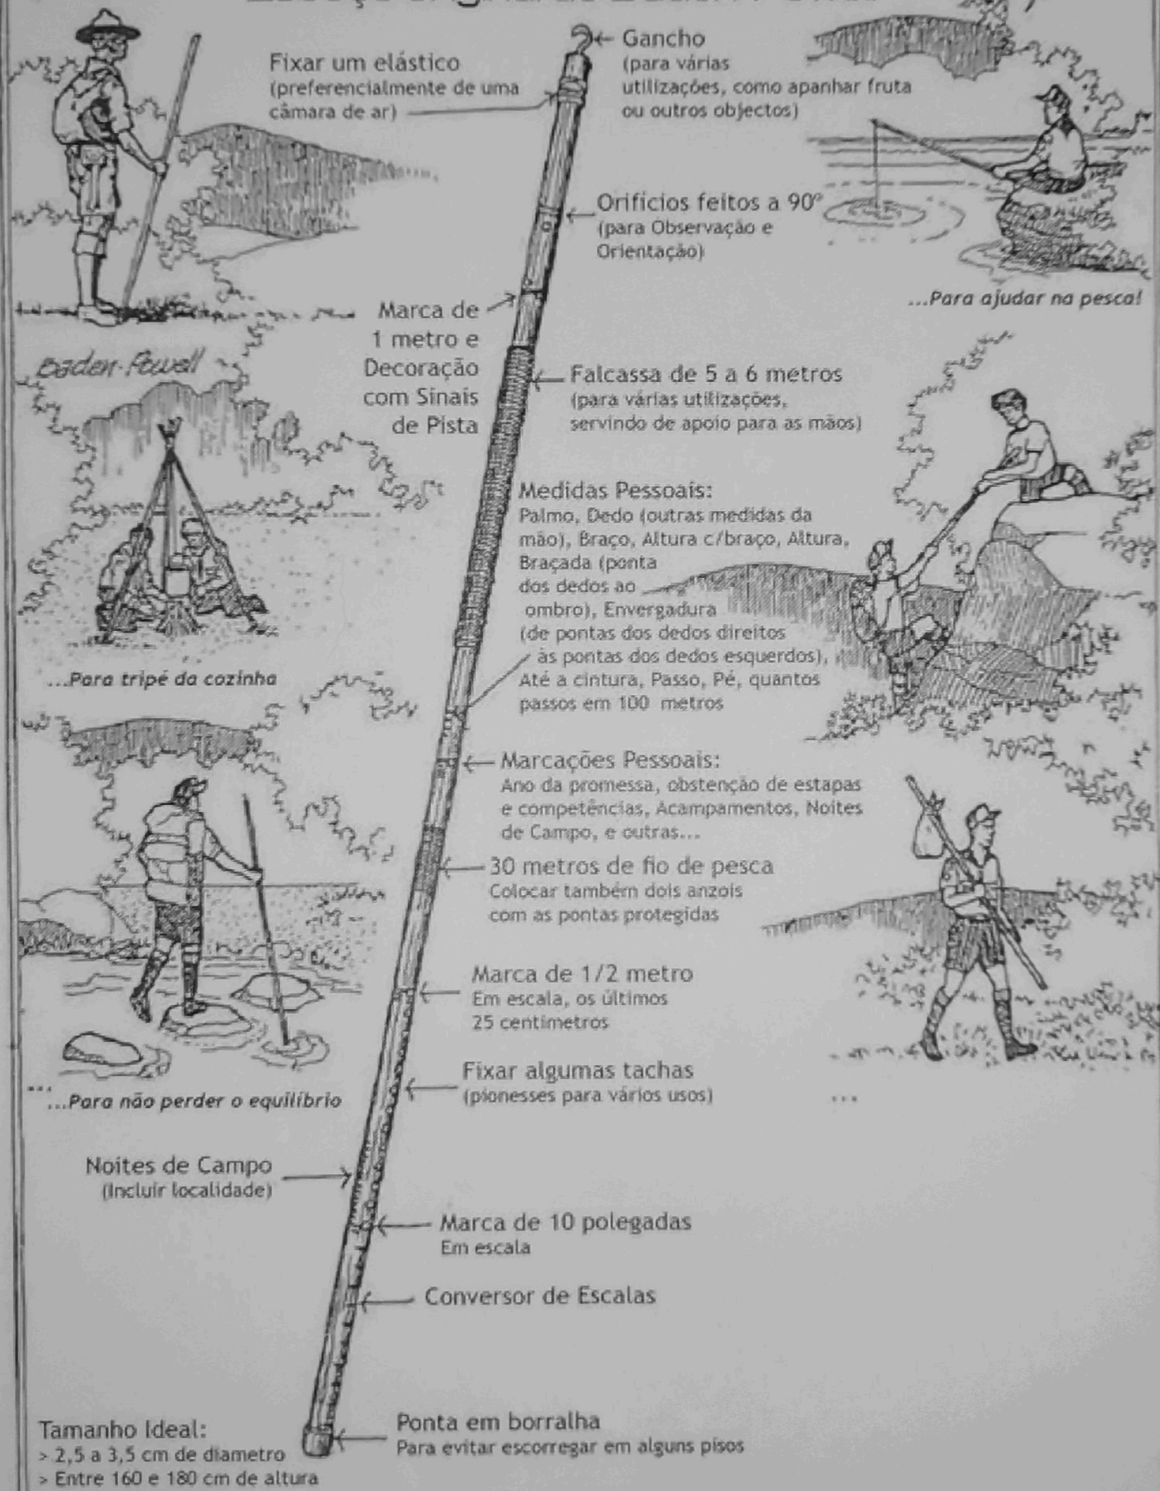 Gancho
(para várias
utilizações, como apanhar fruta
ou outros objectos)
Fixar um elástico
(preferencialmente de uma
câmara de ar)
Orifícios feitos a 90º
(para Observação e
Orientação)
...Para ajudar na pesca!
Marca de
1 metro e
Decoração
com Sinais
de Pista
Baden-Powell
Falcassa de 5 a 6 metros
(para várias utilizações,
servindo de apoio para as mãos)
Medidas Pessoais:
Palmo, Dedo (outras medidas da
mão), Braço, Altura c/braço, Altura,
Braçada (ponta
dos dedos ao
ombro), Envergadura
(de pontas dos dedos direitos
às pontas dos dedos esquerdos),
Até a cintura, Passo, Pé, quantos
passos em 100 metros
...Para tripé da cozinha
Marcações Pessoais:
Ano da promessa, obstenção de estapas
e competências, Acampamentos, Noites
de Campo, e outras...
30 metros de fio de pesca
Colocar também dois anzois
com as pontas protegidas
Marca de 1/2 metro
Em escala, os últimos
25 centímetros
Fixar algumas tachas
(pionesses para vários usos)
...
...
...Para não perder o equilíbrio
Noites de Campo
(Incluír localidade)
Marca de 10 polegadas
Em escala
Conversor de Escalas
Ponta em borralha
Para evitar escorregar em alguns pisos
Tamanho Ideal:
> 2,5 a 3,5 cm de diametro
> Entre 160 e 180 cm de altura